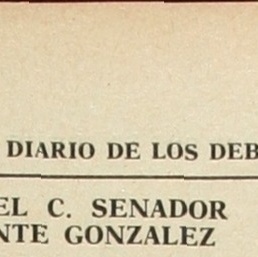 DIARIO DE LOS DEB
EL C. SENADOR
NTE GONZALEZ